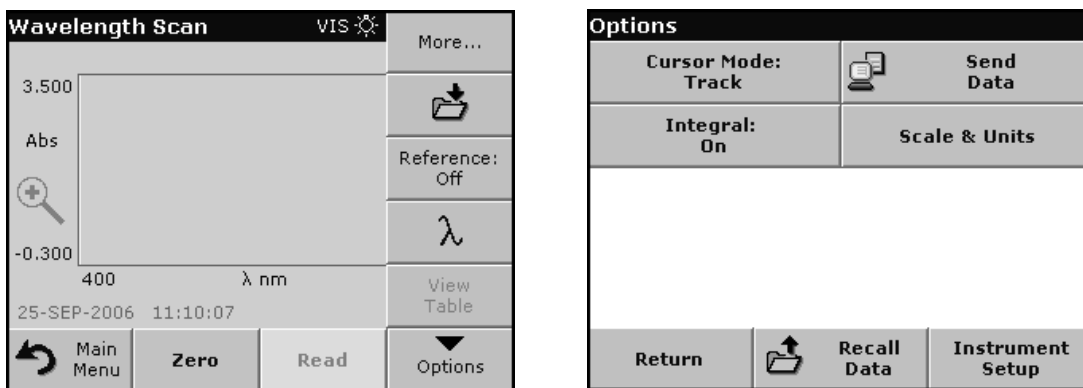 Wavelength Scan VIS
More...
3.500
Abs
Reference:
Off
λ
-0.300
400 λ nm
View
Table
25-SEP-2006 11:10:07
Main
Menu
Zero
Read
Options
Options
Cursor Mode:
Track
Send
Data
Integral:
On
Scale & Units
Return
Recall
Data
Instrument
Setup